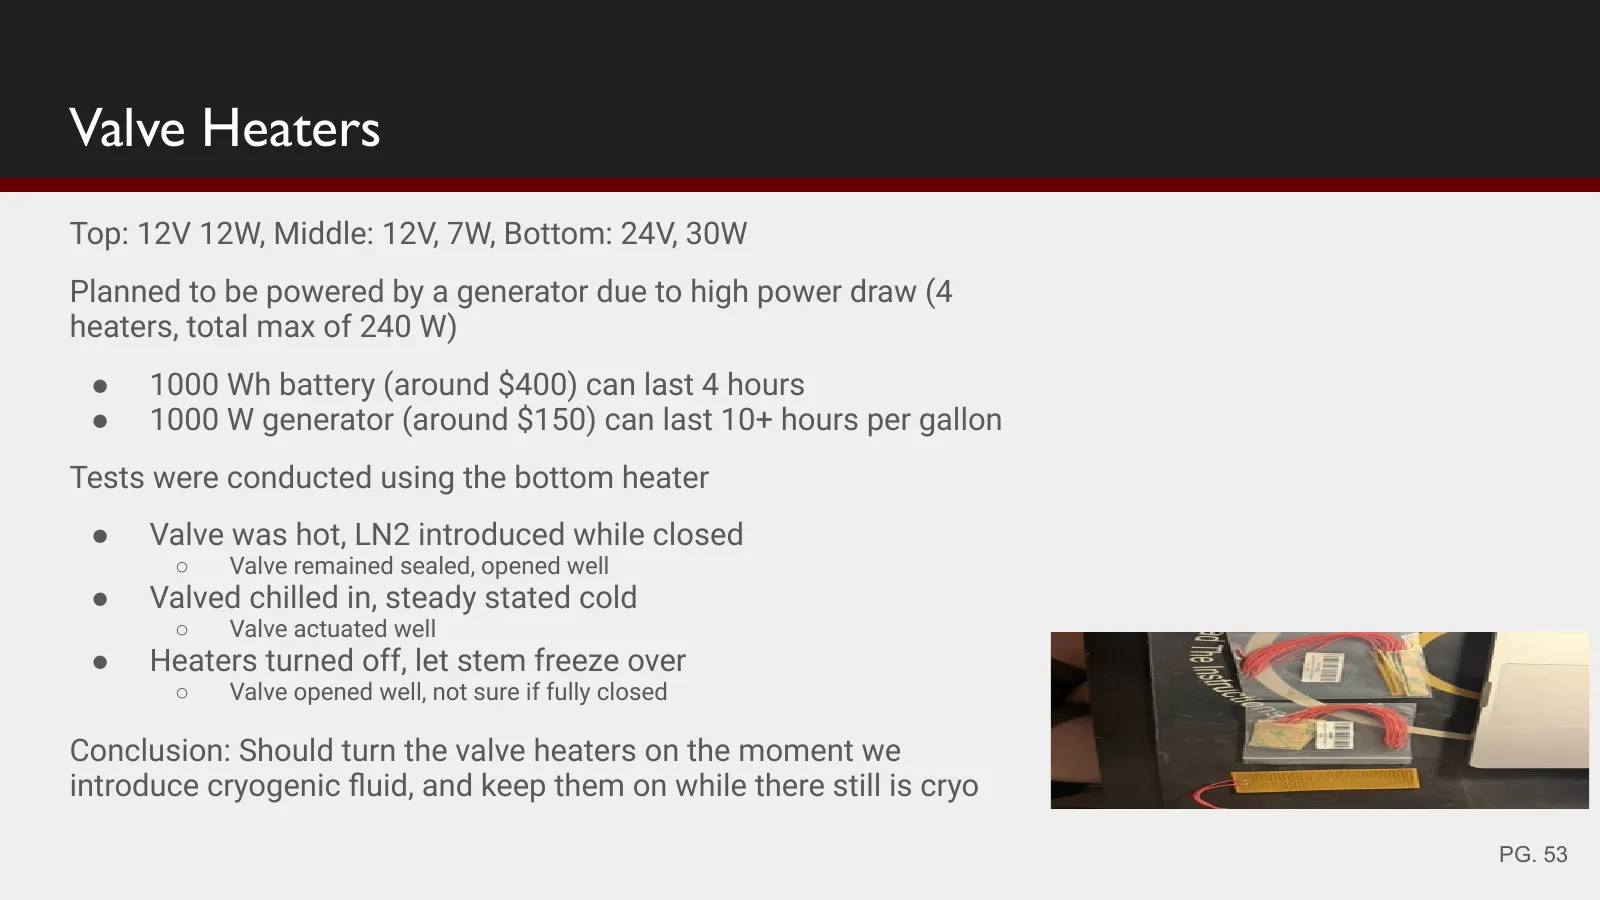 Valve Heaters
Top: 12V 12W, Middle: 12V, 7W, Bottom: 24V, 30W
Planned to be powered by a generator due to high power draw (4
heaters, total max of 240 W)
● 1000 Wh battery (around $400) can last 4 hours
● 1000 W generator (around $150) can last 10+ hours per gallon
Tests were conducted using the bottom heater
● Valve was hot, LN2 introduced while closed
○ Valve remained sealed, opened well
● Valved chilled in, steady stated cold
○ Valve actuated well
● Heaters turned off, let stem freeze over
○ Valve opened well, not sure if fully closed
Conclusion: Should turn the valve heaters on the moment we
introduce cryogenic fluid, and keep them on while there still is cryo
The Instructions
PG. 53